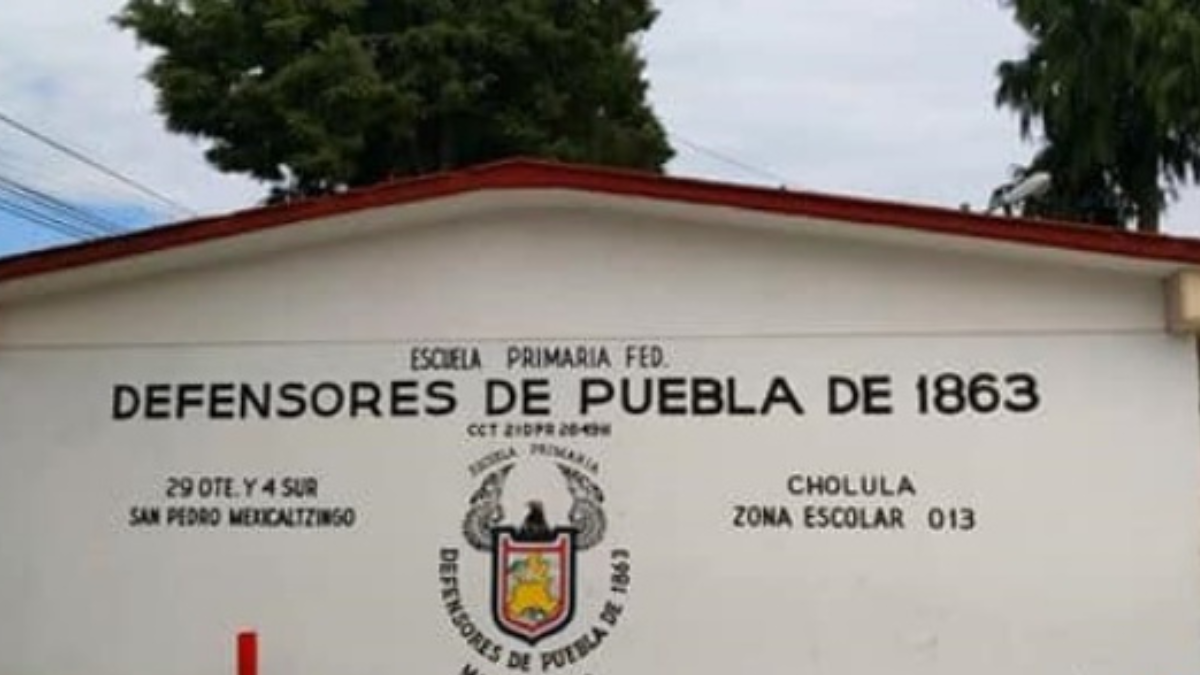 ESCUELA PRIMARIA FED.
DEFENSORES DE PUEBLA DE 1863
CCT
ESCUELA PRIMARIA
29 OTE. Y 4 SUR
SAN PEDRO MEXICALTZINGO
CHOLULA
ZONA ESCOLAR 013
DEFENSORES DE PUEBLA DE 1863